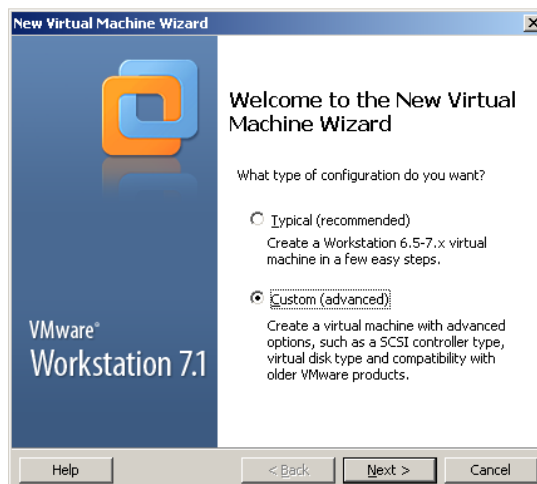 New Virtual Machine Wizard
Welcome to the New Virtual
Machine Wizard
What type of configuration do you want?
Typical (recommended)
Create a Workstation 6.5-7.x virtual
machine in a few easy steps.
Custom (advanced)
Create a virtual machine with advanced
options, such as a SCSI controller type,
virtual disk type and compatibility with
older VMware products.
VMware®
Workstation 7.1
Help
< Back
Next >
Cancel